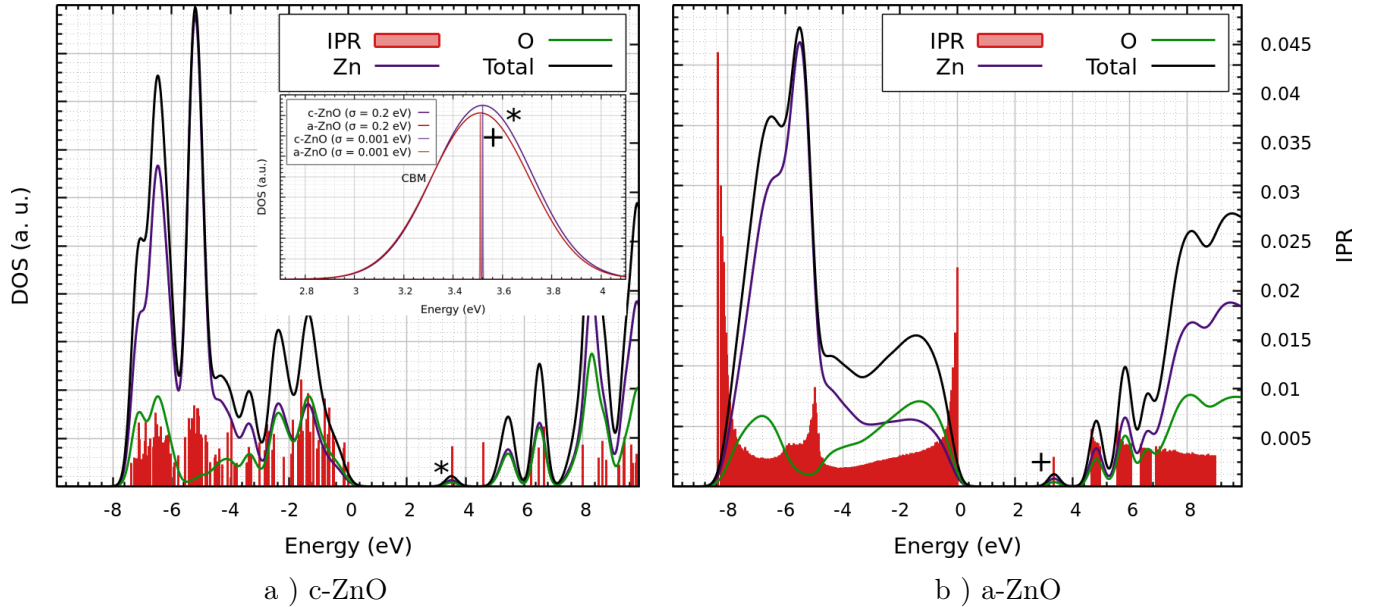 IPR
O
Zn
Total
c-ZnO (σ = 0.2 eV)
a-ZnO (σ = 0.2 eV)
c-ZnO (σ = 0.001 eV)
a-ZnO (σ = 0.001 eV)
*
+
CBM
DOS (a.u.)
2.8 3 3.2 3.4 3.6 3.8 4
Energy (eV)
DOS (a. u.)
*
-8 -6 -4 -2 0 2 4 6 8
Energy (eV)
a ) c-ZnO
IPR
O
Zn
Total
+
0.045
0.04
0.035
0.03
0.025
0.02
0.015
0.01
0.005
IPR
-8 -6 -4 -2 0 2 4 6 8
Energy (eV)
b ) a-ZnO